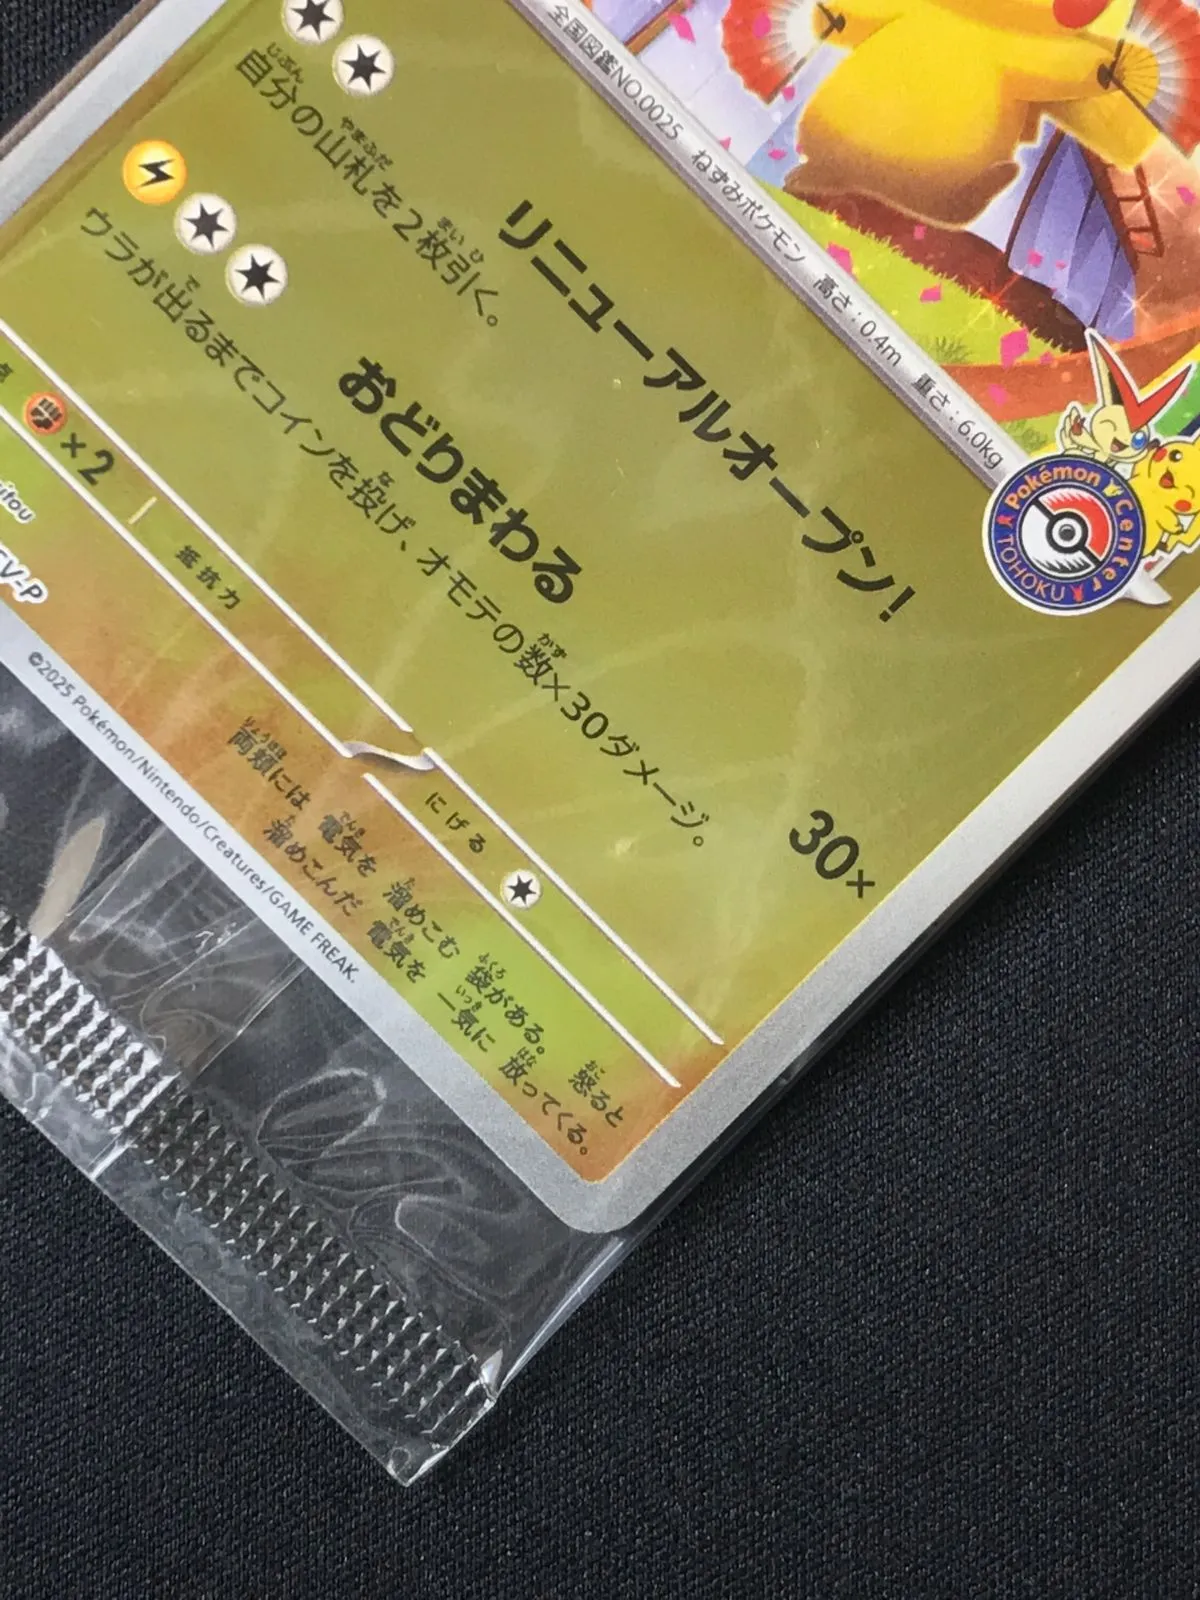 全国図鑑NO.0025 ねずみポケモン 高さ:0.4m 重さ:6.0kg
Pokémon Center
TOHOKU
リニューアルオープン!
自分の山札を2枚引く。
おどりまわる 30×
ウラが出るまでコインを投げ、オモテの数×30ダメージ。
点 ×2 抵抗力 にげる
両頬には 電気を 溜めこむ 袋がある。 怒ると
溜めこんだ 電気を 一気に 放ってくる。
©2025 Pokémon/Nintendo/Creatures/GAME FREAK.